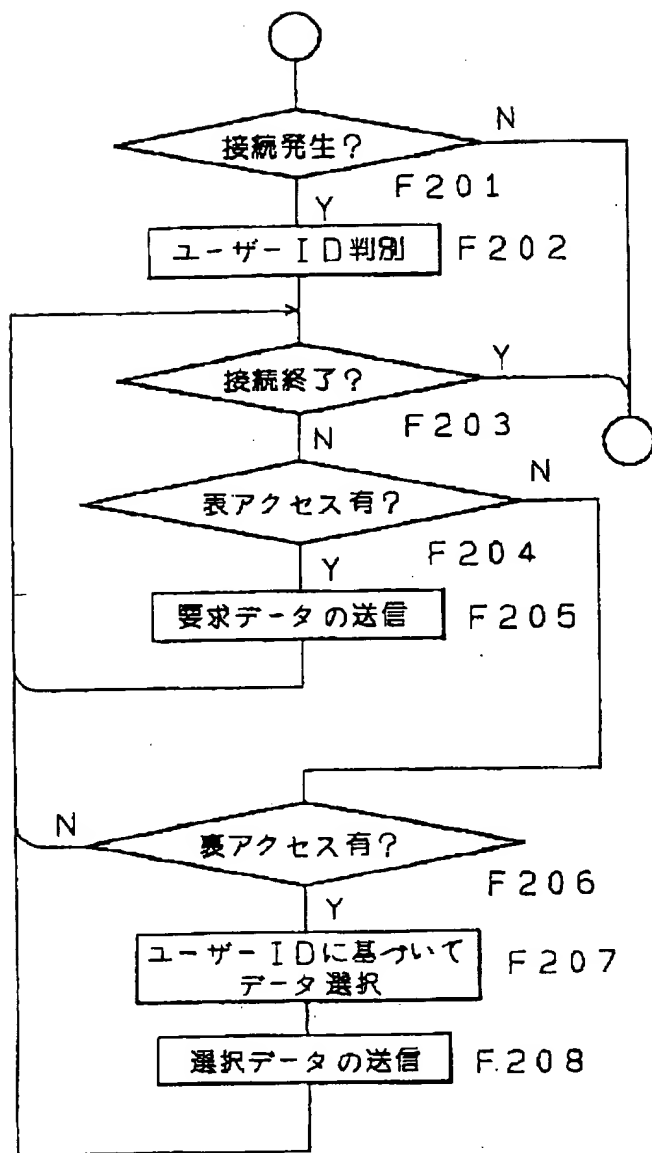 接続発生?
N
F201
Y
ユーザーID判別
F202
接続終了?
Y
F203
N
表アクセス有?
N
F204
Y
要求データの送信
F205
裏アクセス有?
N
F206
Y
ユーザーIDに基づいて
データ選択
F207
選択データの送信
F208